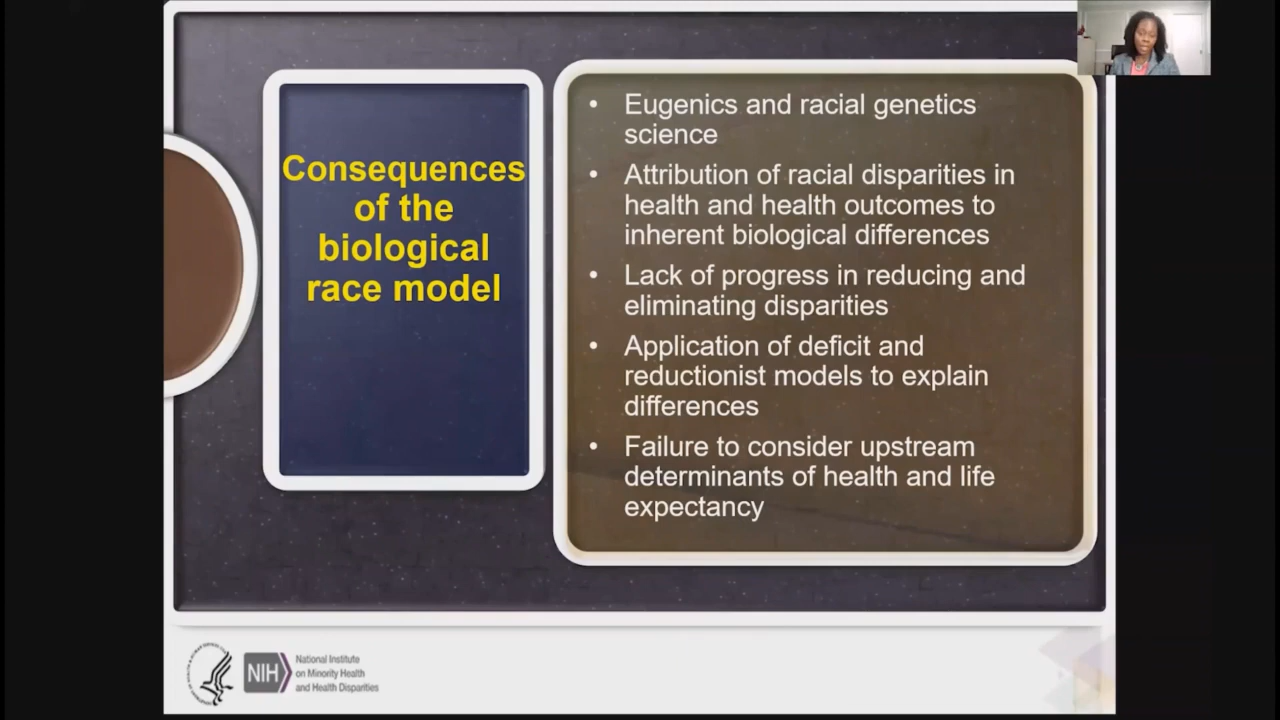 Consequences
of the
biological
race model
• Eugenics and racial genetics
science
• Attribution of racial disparities in
health and health outcomes to
inherent biological differences
• Lack of progress in reducing and
eliminating disparities
• Application of deficit and
reductionist models to explain
differences
• Failure to consider upstream
determinants of health and life
expectancy
NIH
National Institute
on Minority Health
and Health Disparities